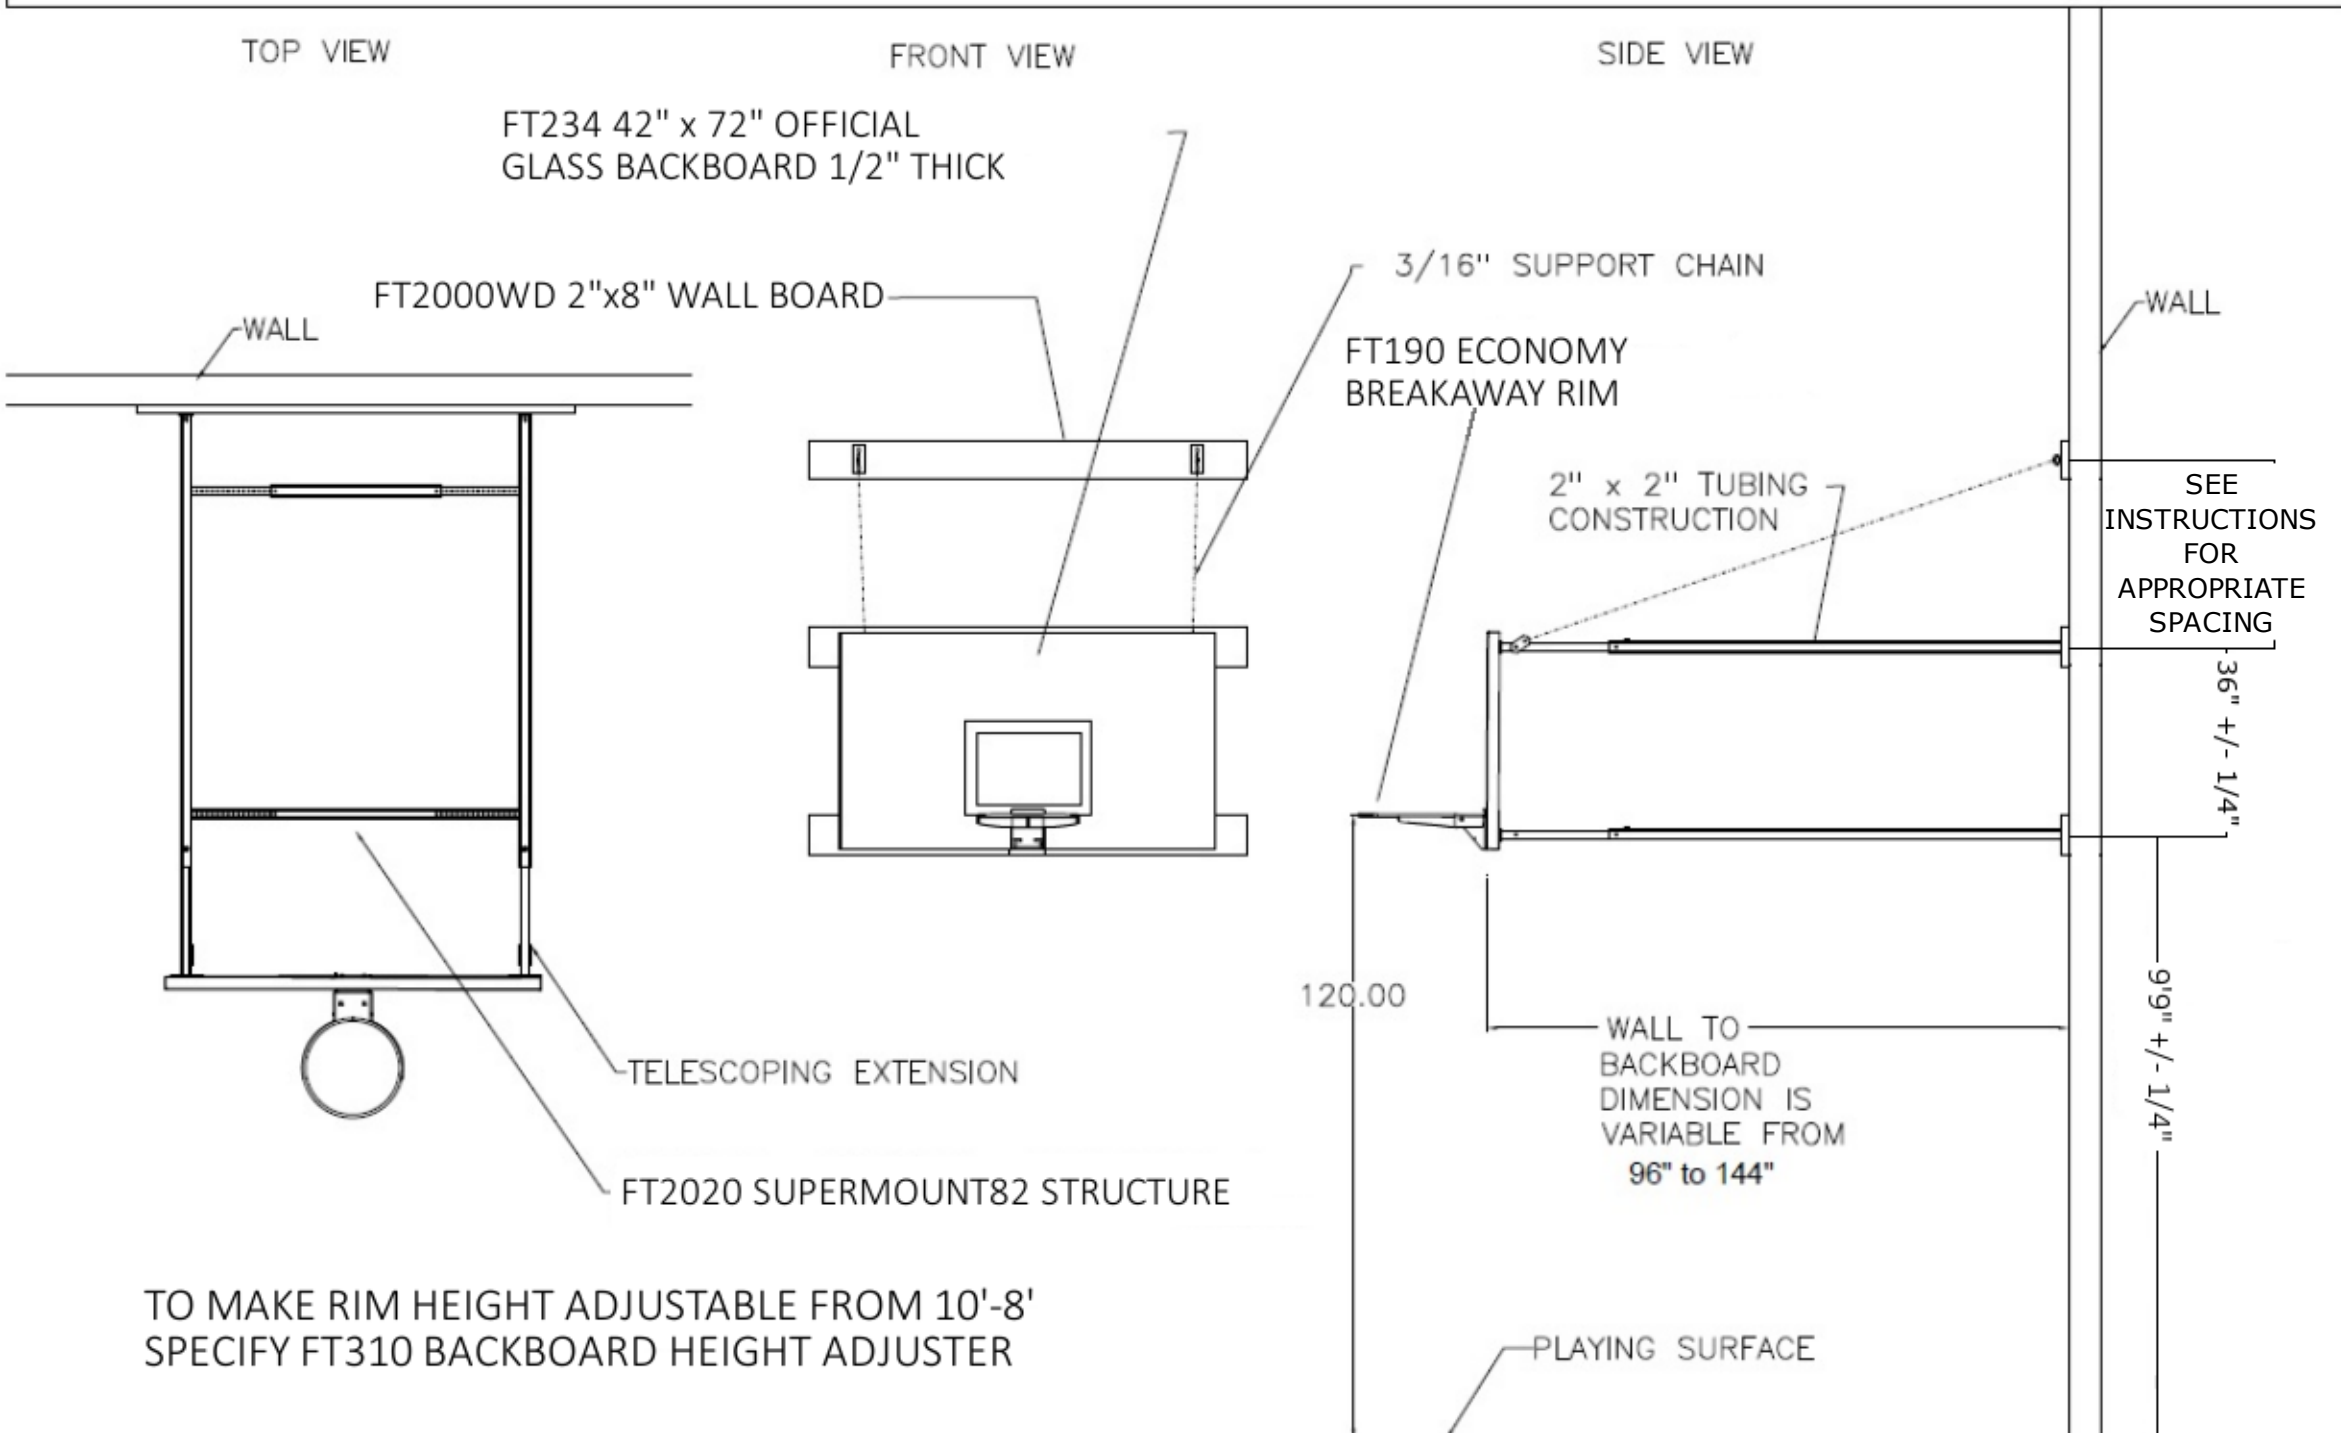 TOP VIEW
FRONT VIEW
SIDE VIEW
FT234 42" x 72" OFFICIAL
GLASS BACKBOARD 1/2" THICK
FT2000WD 2"x8" WALL BOARD
WALL
3/16" SUPPORT CHAIN
FT190 ECONOMY
BREAKAWAY RIM
WALL
2" x 2" TUBING
CONSTRUCTION
SEE
INSTRUCTIONS
FOR
APPROPRIATE
SPACING
36" +/- 1/4"
120.00
9'9" +/- 1/4"
WALL TO
BACKBOARD
DIMENSION IS
VARIABLE FROM
96" to 144"
TELESCOPING EXTENSION
FT2020 SUPERMOUNT82 STRUCTURE
TO MAKE RIM HEIGHT ADJUSTABLE FROM 10'-8'
SPECIFY FT310 BACKBOARD HEIGHT ADJUSTER
PLAYING SURFACE